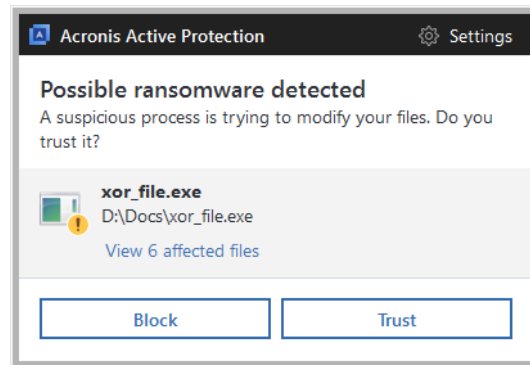 Acronis Active Protection
Settings
Possible ransomware detected
A suspicious process is trying to modify your files. Do you
trust it?
xor_file.exe
D:\Docs\xor_file.exe
View 6 affected files
Block
Trust